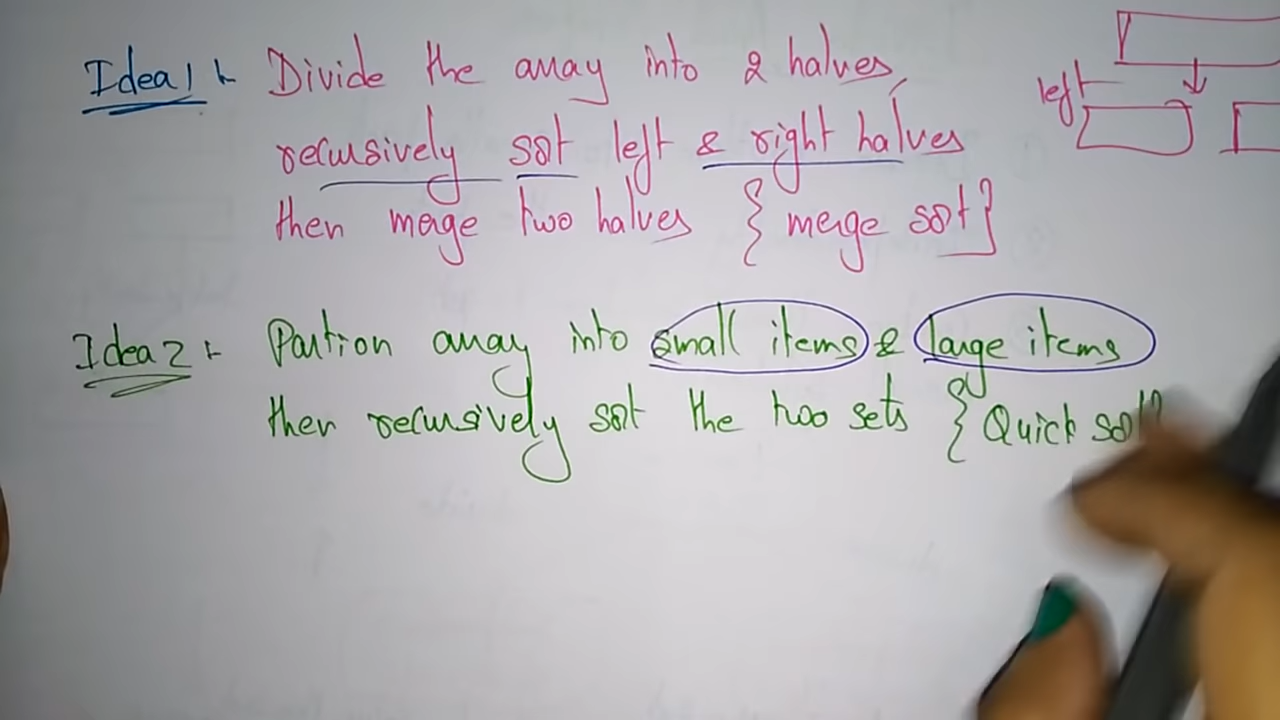 Idea1:- Divide the array into 2 halves,
left
recursively sort left & right halves
then merge two halves {merge sort}
Idea2:- Partion array into small items & large items
then recursively sort the two sets {Quick sort}